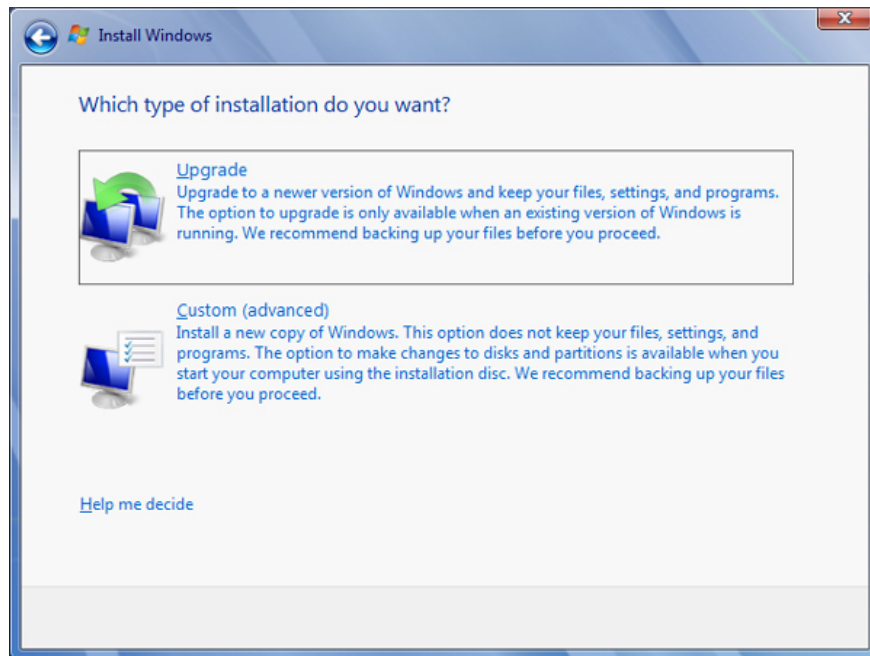 Install Windows
Which type of installation do you want?
Upgrade
Upgrade to a newer version of Windows and keep your files, settings, and programs.
The option to upgrade is only available when an existing version of Windows is
running. We recommend backing up your files before you proceed.
Custom (advanced)
Install a new copy of Windows. This option does not keep your files, settings, and
programs. The option to make changes to disks and partitions is available when you
start your computer using the installation disc. We recommend backing up your files
before you proceed.
Help me decide